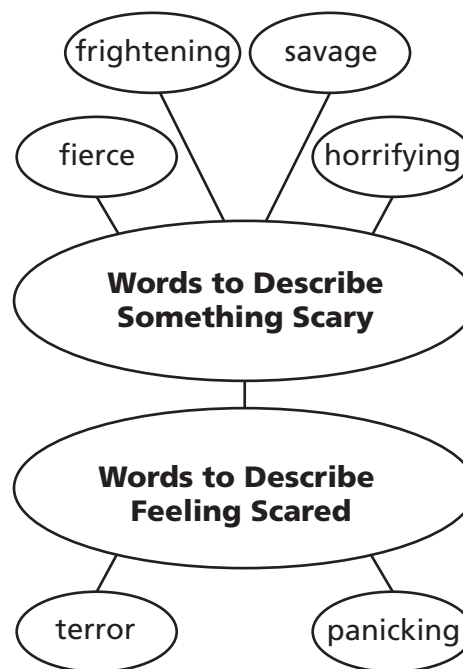 frightening
savage
fierce
horrifying
Words to Describe
Something Scary
Words to Describe
Feeling Scared
terror
panicking